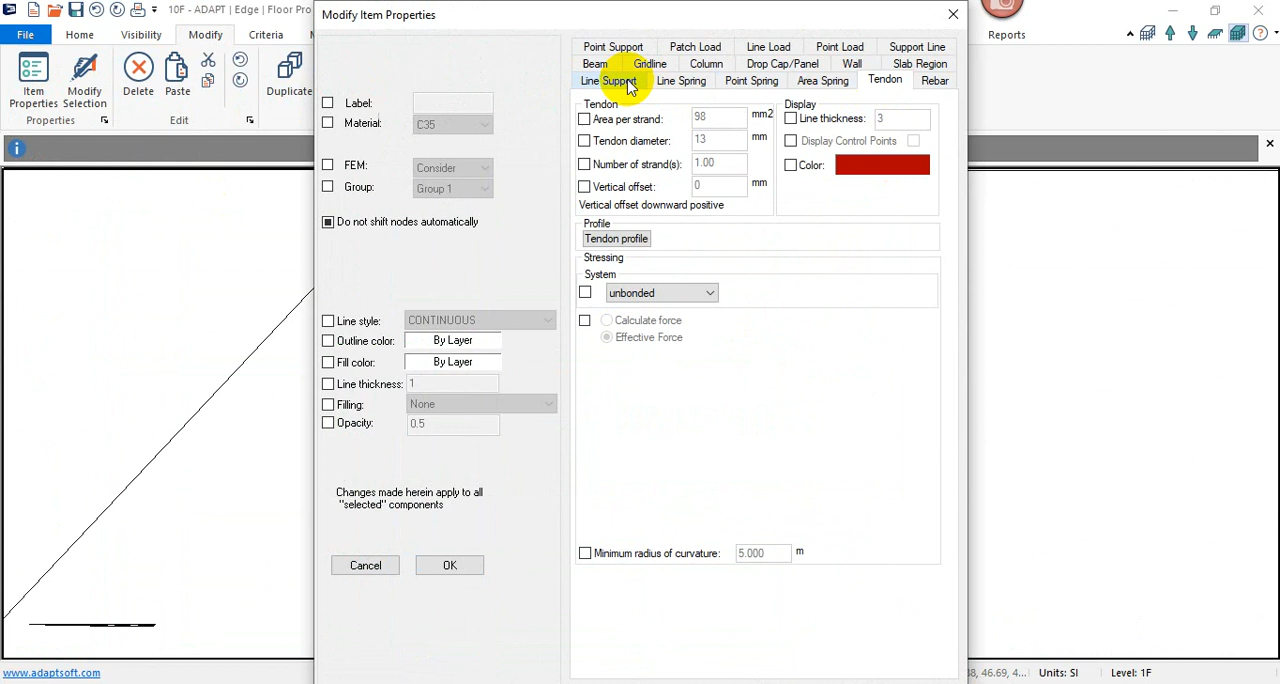 10F - ADAPT | Edge | Floor Pro
Modify Item Properties
File Home Visibility Modify Criteria
Reports
Item Properties
Modify Selection
Delete
Paste
Duplicate
Properties
Edit
Label:
Material: C35
FEM: Consider
Group: Group 1
Do not shift nodes automatically
Line style: CONTINUOUS
Outline color: By Layer
Fill color: By Layer
Line thickness: 1
Filling: None
Opacity: 0.5
Changes made herein apply to all
"selected" components
Cancel OK
Point Support Patch Load Line Load Point Load Support Line
Beam Gridline Column Drop Cap/Panel Wall Slab Region
Line Support Line Spring Point Spring Area Spring Tendon Rebar
Tendon
Area per strand: 98 mm2
Tendon diameter: 13 mm
Number of strand(s): 1.00
Vertical offset: 0 mm
Vertical offset downward positive
Display
Line thickness: 3
Display Control Points
Color:
Profile
Tendon profile
Stressing
System
unbonded
Calculate force
Effective Force
Minimum radius of curvature: 5.000 m
www.adaptsoft.com
46.69, 4... Units: SI Level: 1F